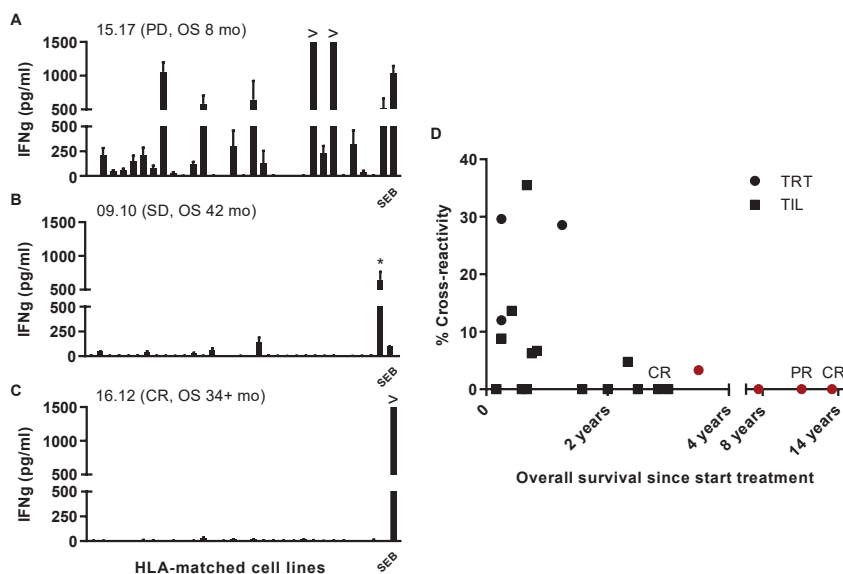 A
15.17 (PD, OS 8 mo)
> >
1500
1000
500
500
250
0
IFNg (pg/ml)
SEB
B
09.10 (SD, OS 42 mo)
1500
1000
*
500
500
250
0
IFNg (pg/ml)
SEB
C
16.12 (CR, OS 34+ mo)
>
1500
1000
500
500
250
0
IFNg (pg/ml)
SEB
HLA-matched cell lines
D
40
30
20
10
0
% Cross-reactivity
TRT
TIL
CR
PR CR
0
2 years
4 years
8 years
14 years
Overall survival since start treatment